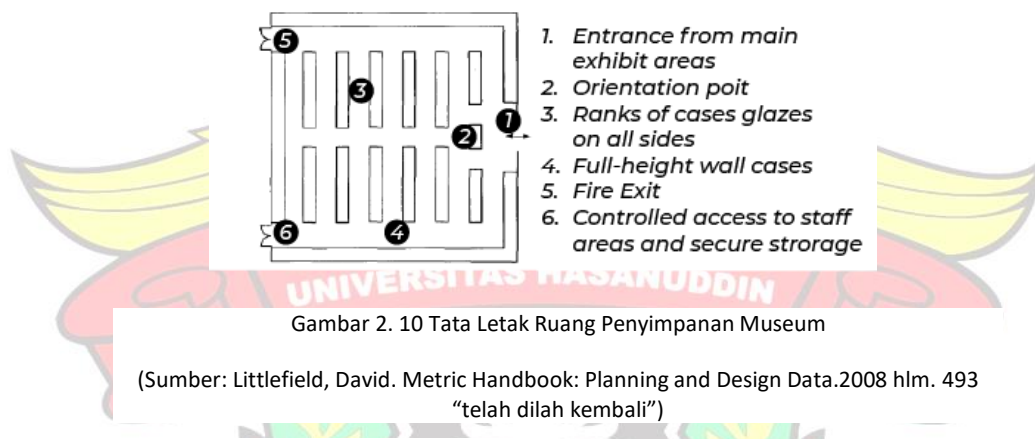 5
3
1
2
6
4
1. Entrance from main
exhibit areas
2. Orientation poit
3. Ranks of cases glazes
on all sides
4. Full-height wall cases
5. Fire Exit
6. Controlled access to staff
areas and secure strorage
UNIVERSITAS HASANUDDIN
Gambar 2. 10 Tata Letak Ruang Penyimpanan Museum
(Sumber: Littlefield, David. Metric Handbook: Planning and Design Data.2008 hlm. 493
“telah dilah kembali”)